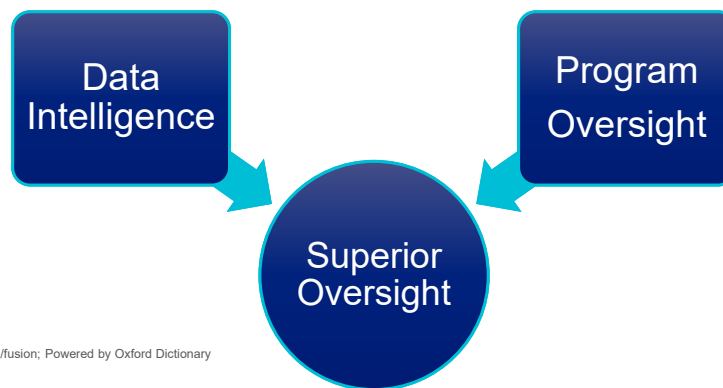 Data
Intelligence
Program
Oversight
Superior
Oversight
/fusion; Powered by Oxford Dictionary